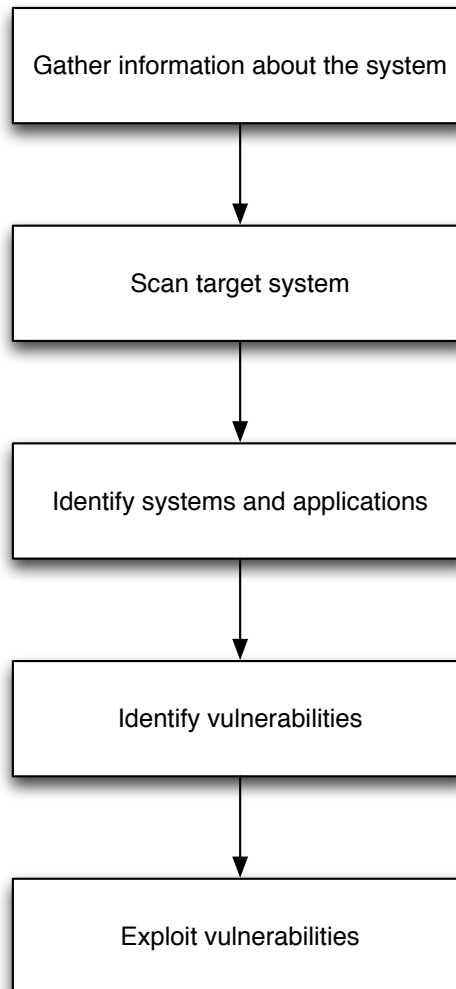 Gather information about the system
Scan target system
Identify systems and applications
Identify vulnerabilities
Exploit vulnerabilities